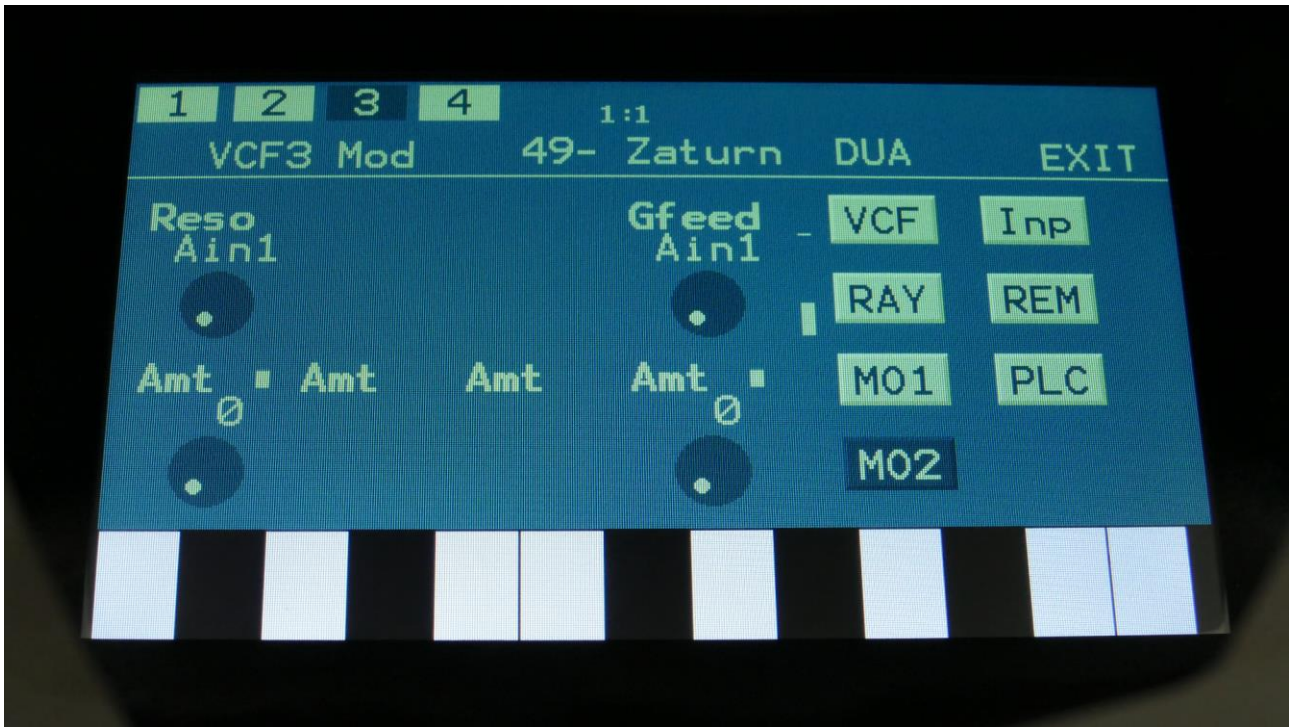 1 2 3 4 1:1
VCF3 Mod 49- Zaturn DUA EXIT
Reso Gfeed VCF Inp
Ain1 Ain1
RAY REM
Amt Amt Amt Amt MO1 PLC
0 0
MO2